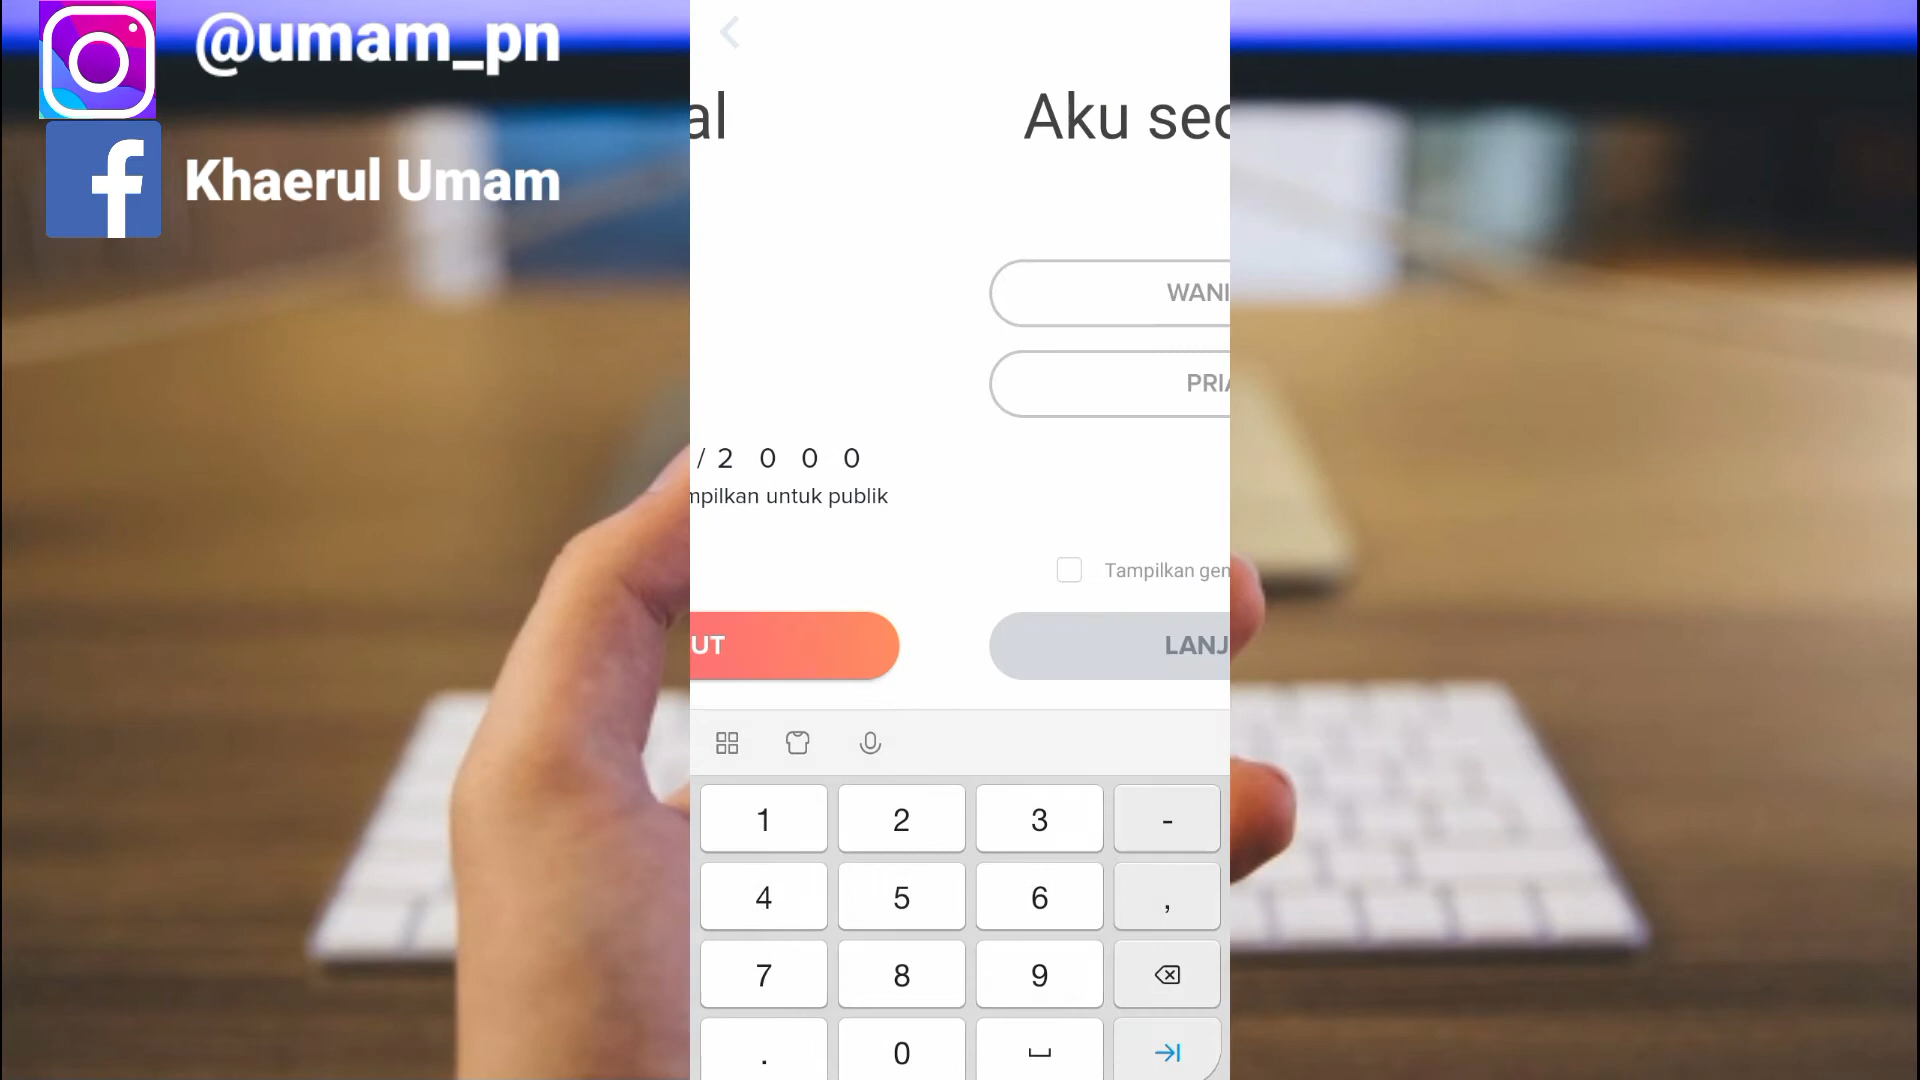 @umam_pn
Khaerul Umam
al
Aku sec
WANI
PRIA
/2 0 0 0
mpilkan untuk publik
Tampilkan gen
UT
LANJ
1 2 3 -
4 5 6 ,
7 8 9
. 0